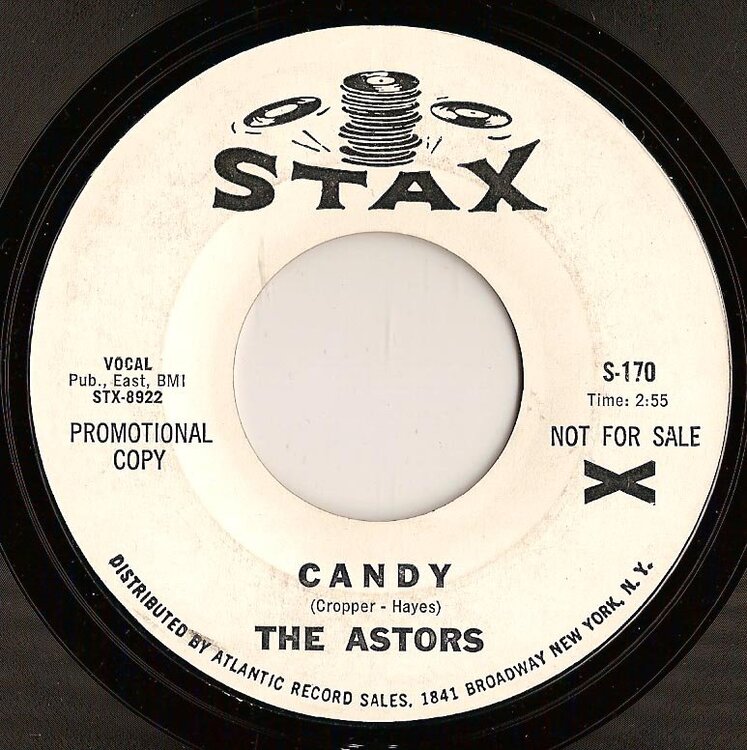 STAX
VOCAL
Pub., East, BMI
STX-8922
PROMOTIONAL
COPY
S-170
Time: 2:55
NOT FOR SALE
X
CANDY
(Cropper - Hayes)
THE ASTORS
DISTRIBUTED BY ATLANTIC RECORD SALES, 1841 BROADWAY NEW YORK, N. Y.